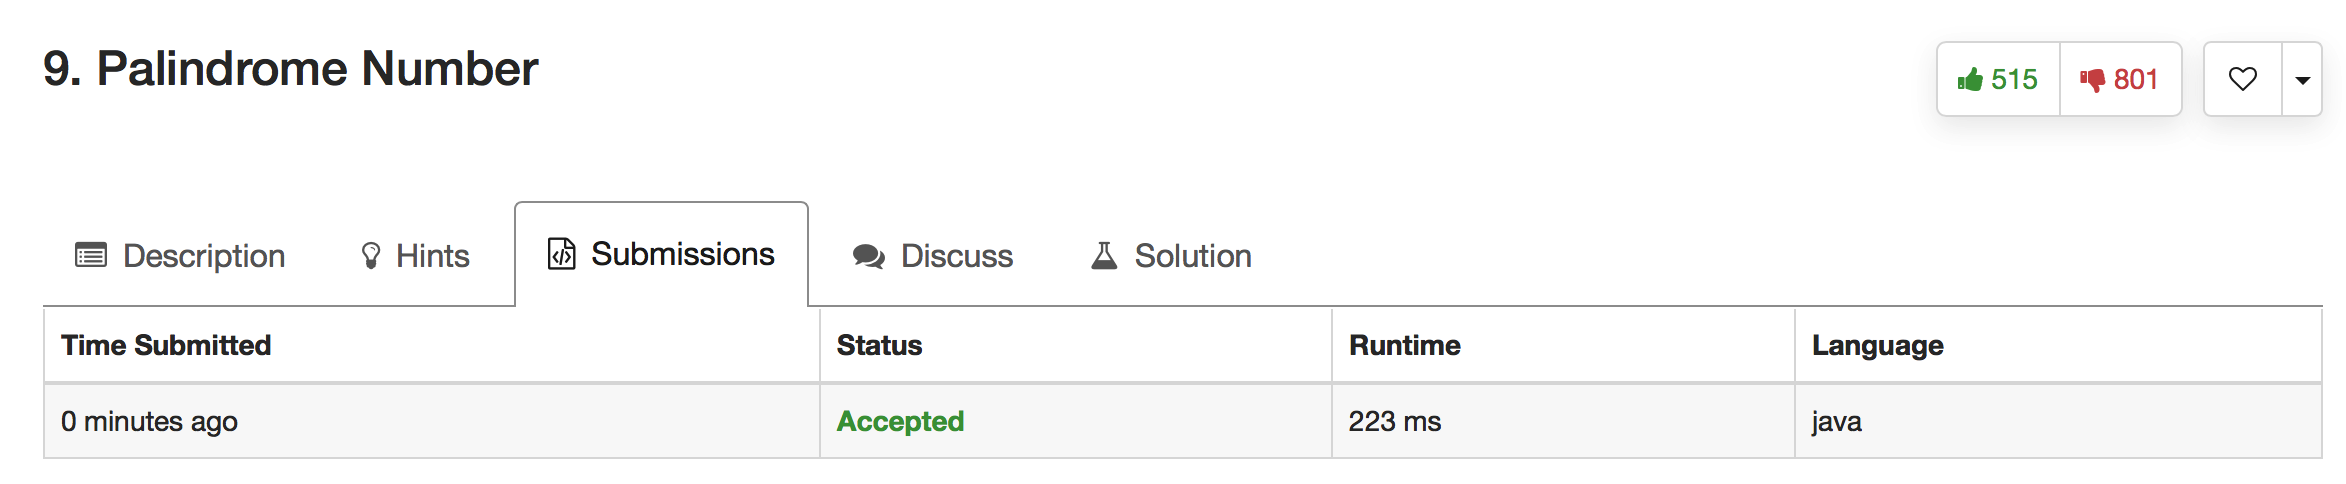 9. Palindrome Number
515 801
Description Hints Submissions Discuss Solution
Time Submitted Status Runtime Language
0 minutes ago Accepted 223 ms java